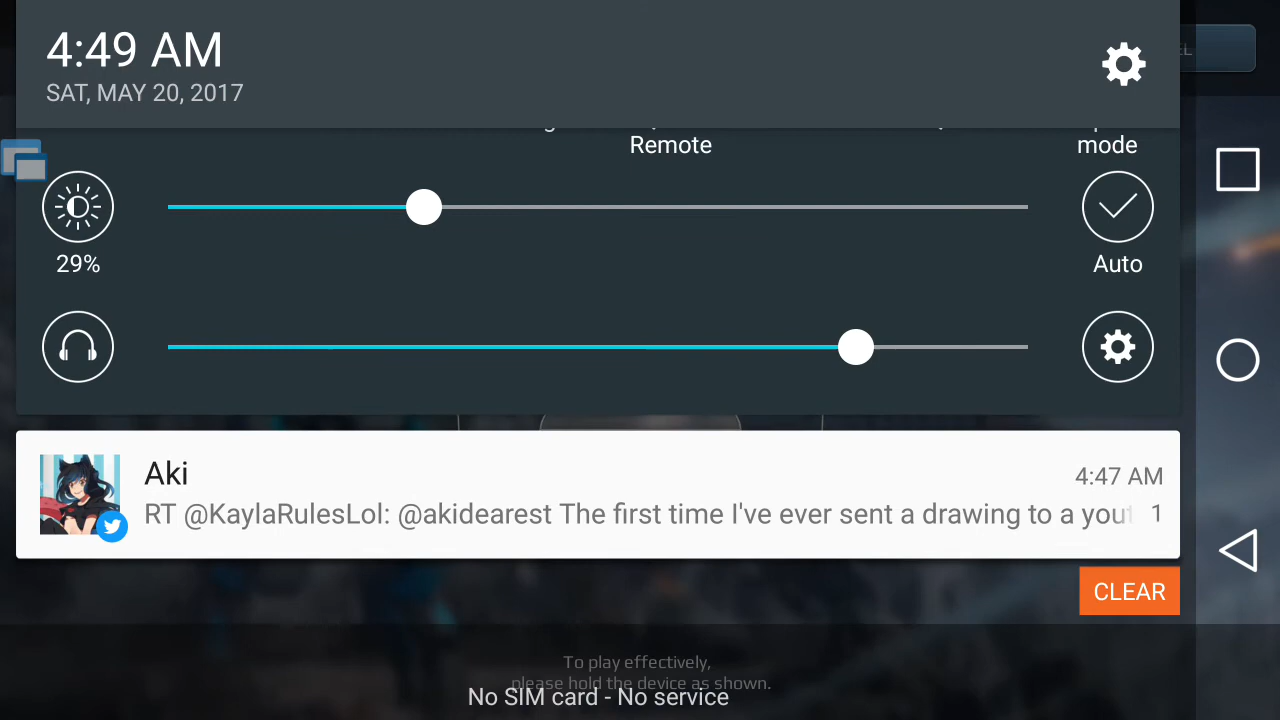 4:49 AM
SAT, MAY 20, 2017
Remote
mode
29%
Auto
Aki
4:47 AM
RT @KaylaRulesLol: @akidearest The first time I've ever sent a drawing to a yout
1
CLEAR
To play effectively,
please hold the device as shown.
No SIM card - No service